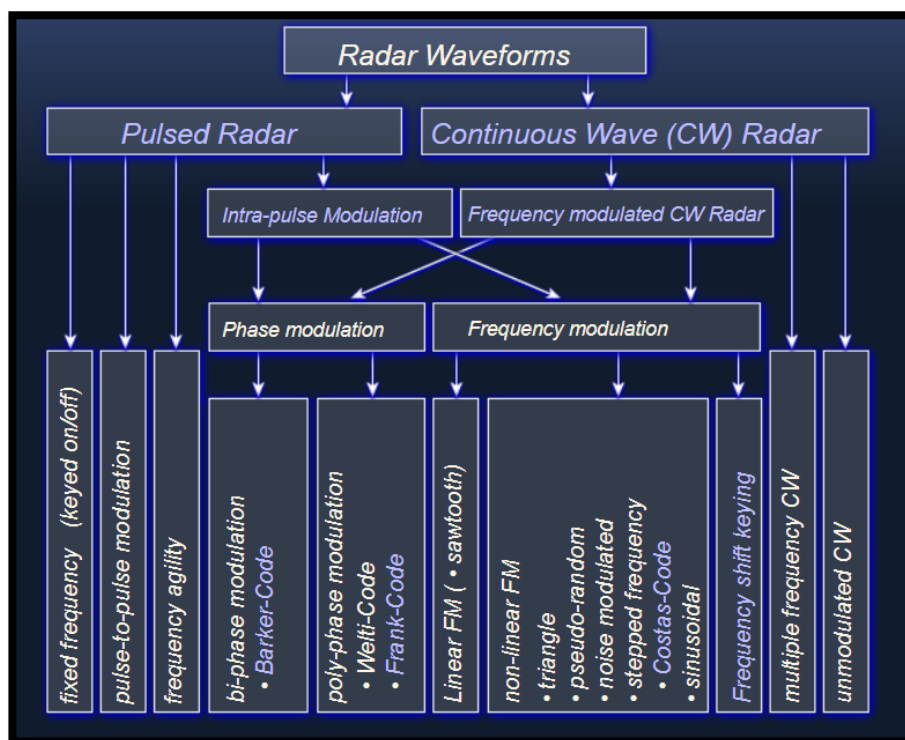 Radar Waveforms
Pulsed Radar
Continuous Wave (CW) Radar
Intra-pulse Modulation
Frequency modulated CW Radar
Phase modulation
Frequency modulation
fixed frequency (keyed on/off)
pulse-to-pulse modulation
frequency agility
bi-phase modulation
• Barker-Code
poly-phase modulation
• Welti-Code
• Frank-Code
Linear FM ( • sawtooth)
non-linear FM
• triangle
• pseudo-random
• noise modulated
• stepped frequency
• Costas-Code
• sinusoidal
Frequency shift keying
multiple frequency CW
unmodulated CW